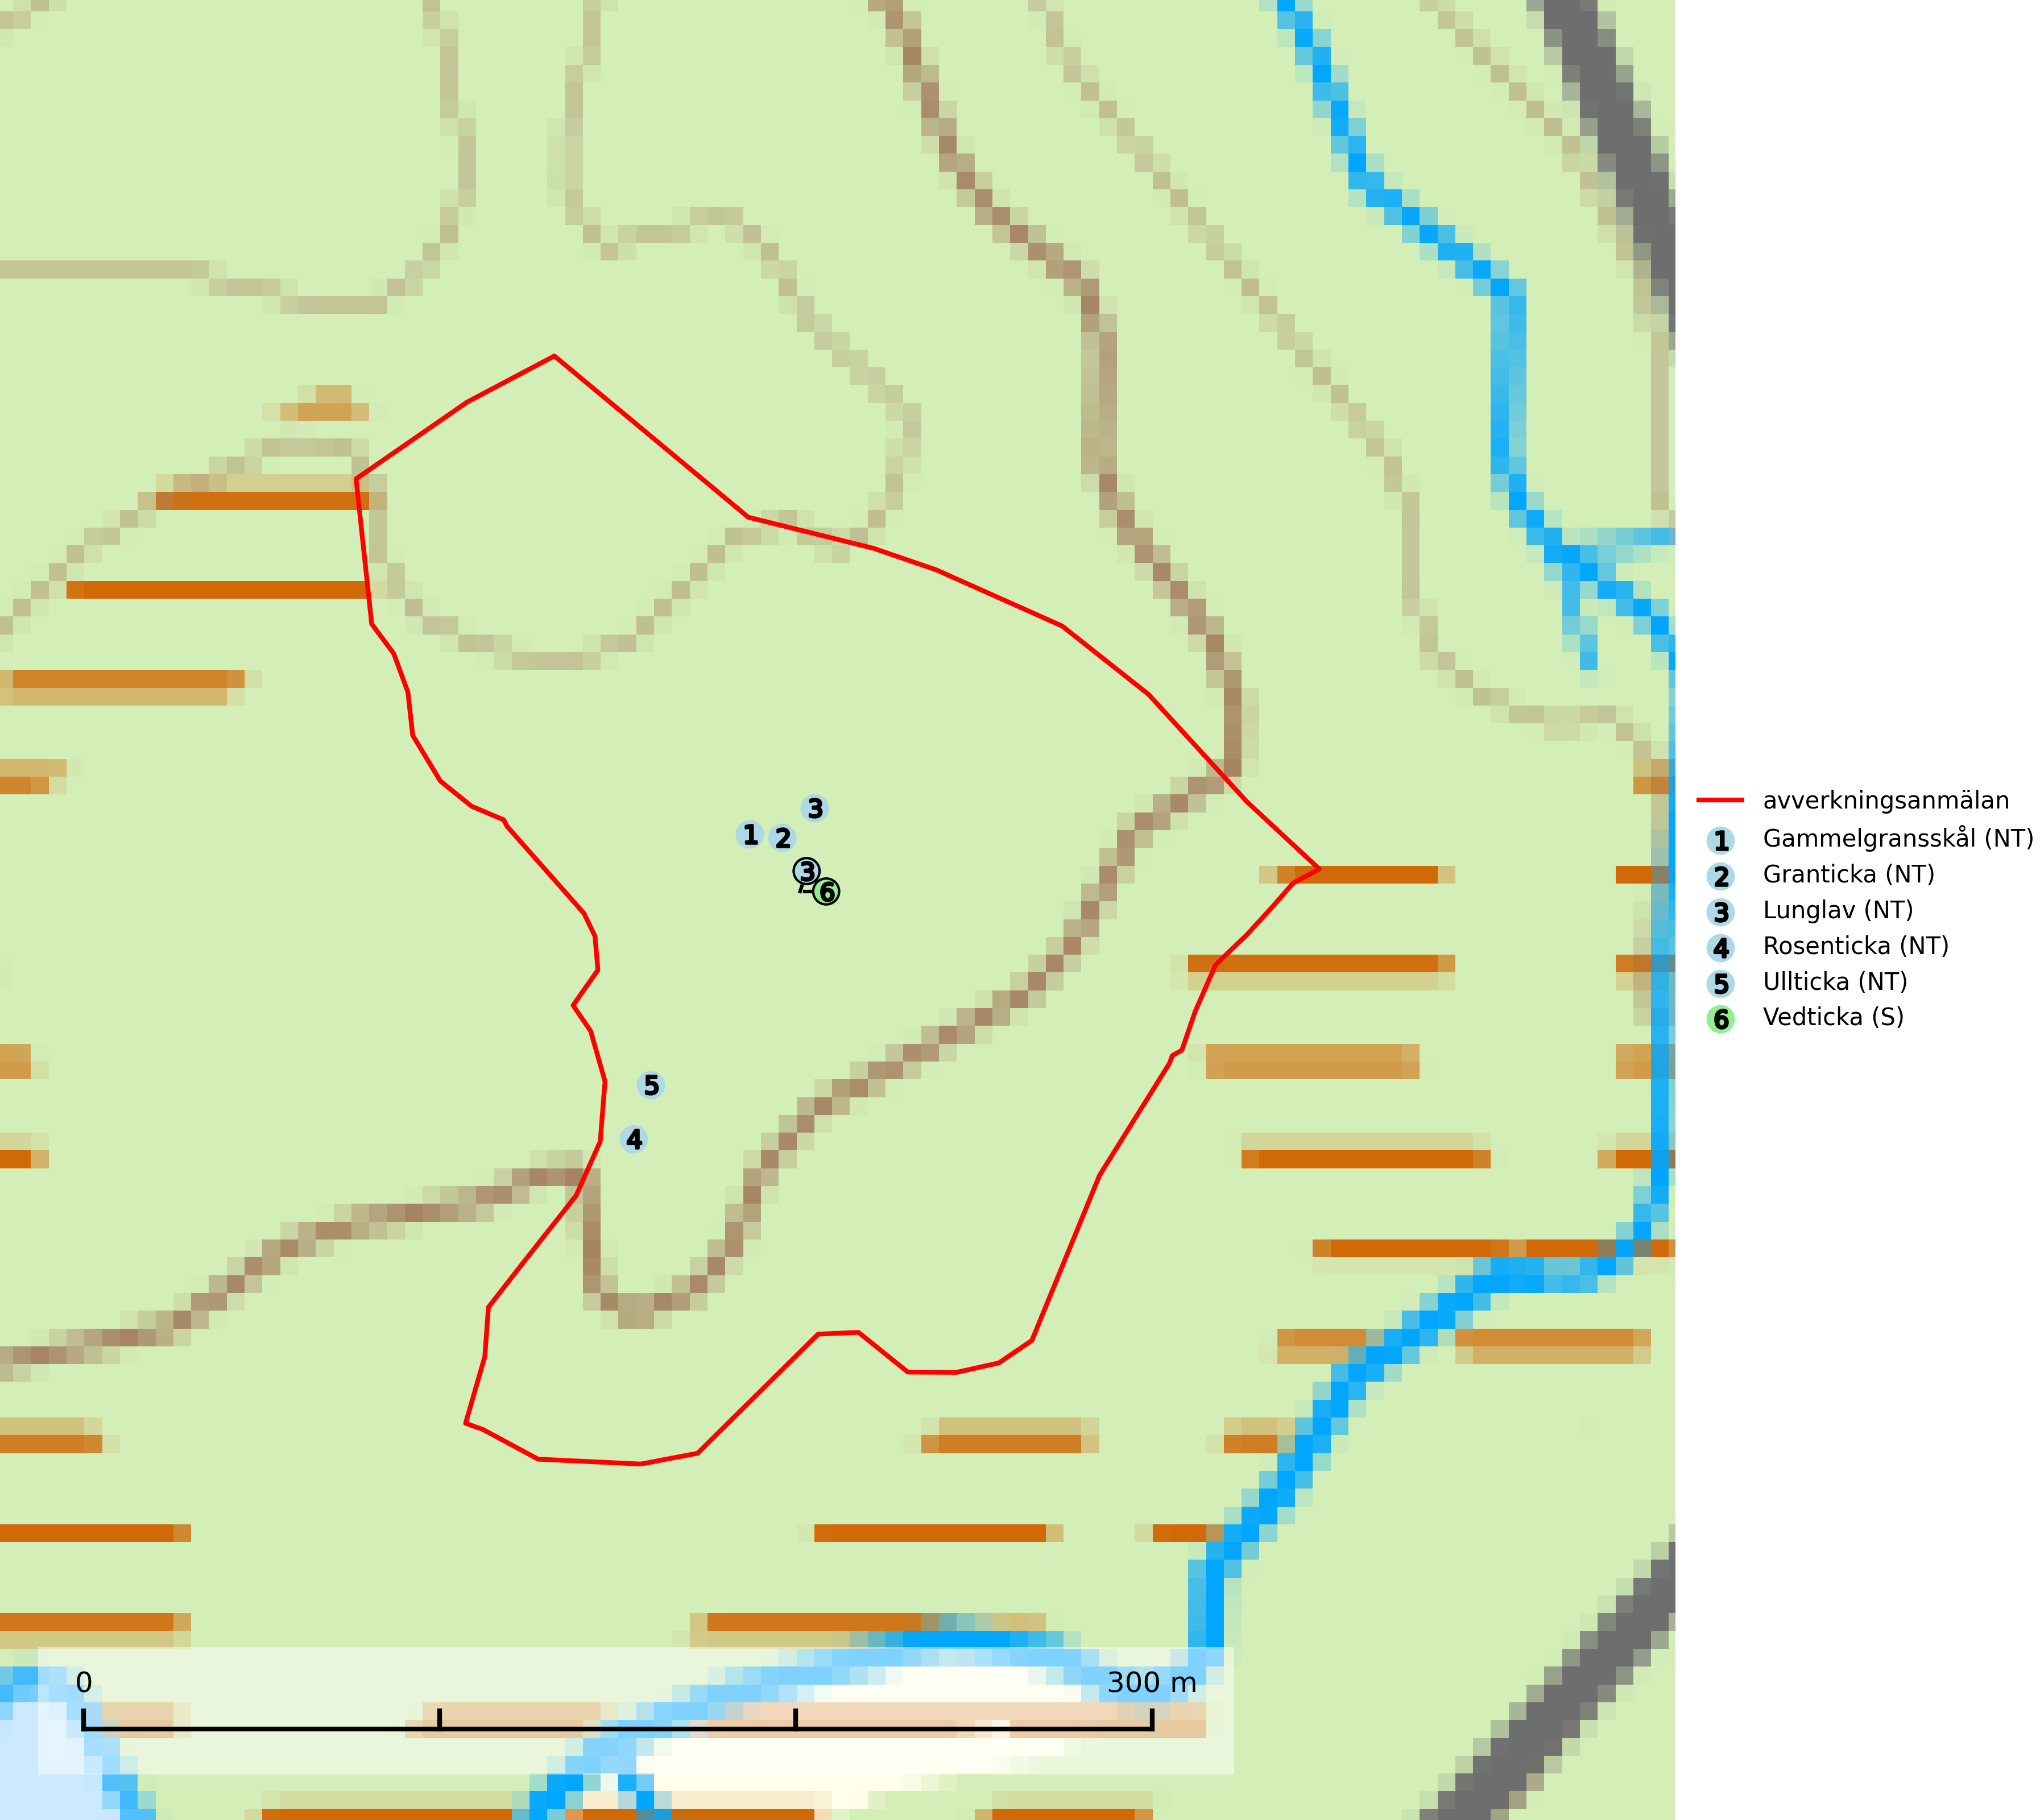 3
1 2
3
6
5
4
avverkningsanmälan
1 Gammelgransskål (NT)
2 Granticka (NT)
3 Lunglav (NT)
4 Rosenticka (NT)
5 Ullticka (NT)
6 Vedticka (S)
0 300 m